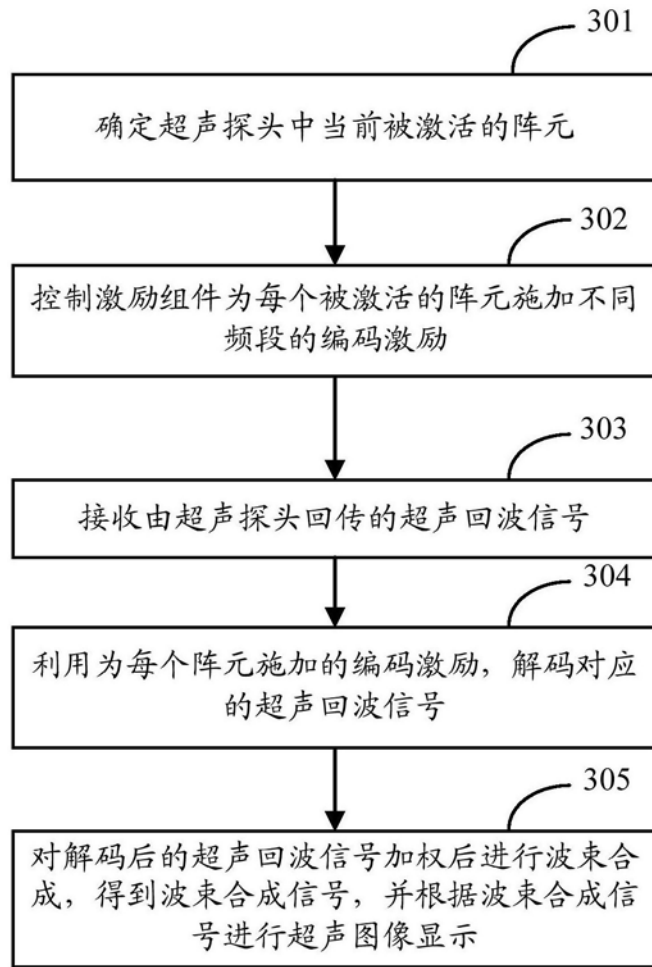 301
确定超声探头中当前被激活的阵元
302
控制激励组件为每个被激活的阵元施加不同
频段的编码激励
303
接收由超声探头回传的超声回波信号
304
利用为每个阵元施加的编码激励，解码对应
的超声回波信号
305
对解码后的超声回波信号加权后进行波束合
成，得到波束合成信号，并根据波束合成信
号进行超声图像显示